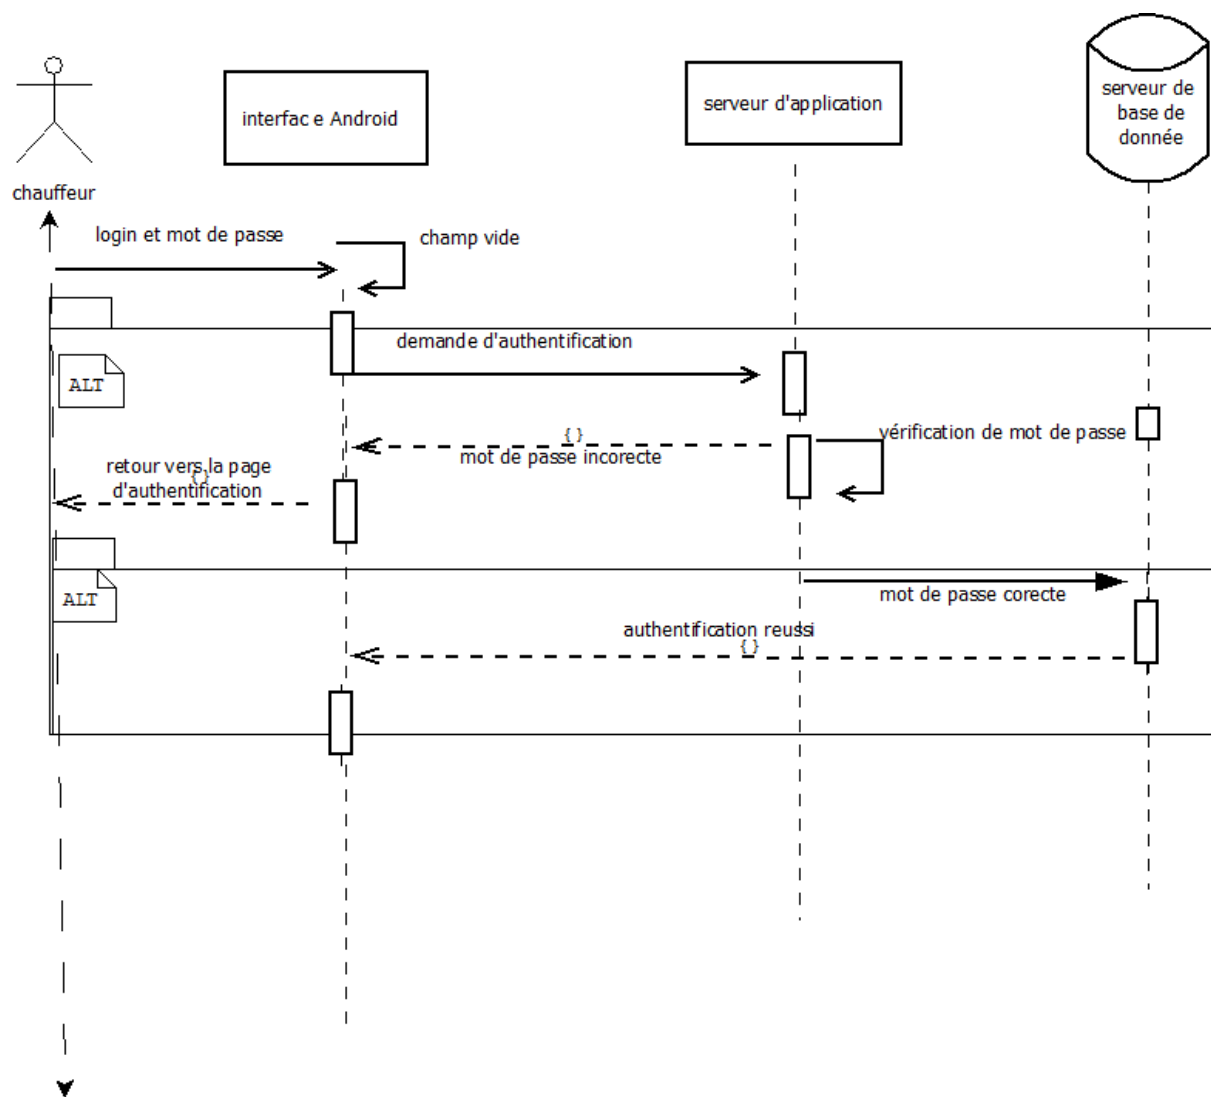 serveur de
base de
donnée
interfac e Android
serveur d'application
chauffeur
login et mot de passe
champ vide
demande d'authentification
ALT
{ }
vérification de mot de passe
mot de passe incorecte
retour vers la page
{ }
d'authentification
ALT
mot de passe corecte
authentification reussi
{ }